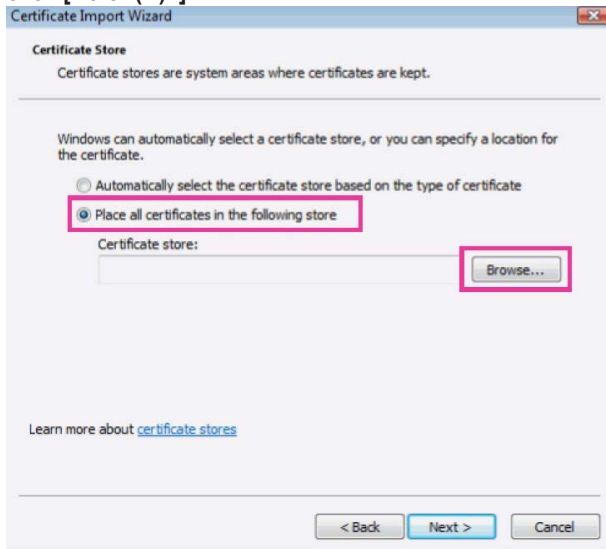 Certificate Import Wizard
Certificate Store
Certificate stores are system areas where certificates are kept.
Windows can automatically select a certificate store, or you can specify a location for
the certificate.
Automatically select the certificate store based on the type of certificate
Place all certificates in the following store
Certificate store:
Browse...
Learn more about certificate stores
< Back
Next >
Cancel